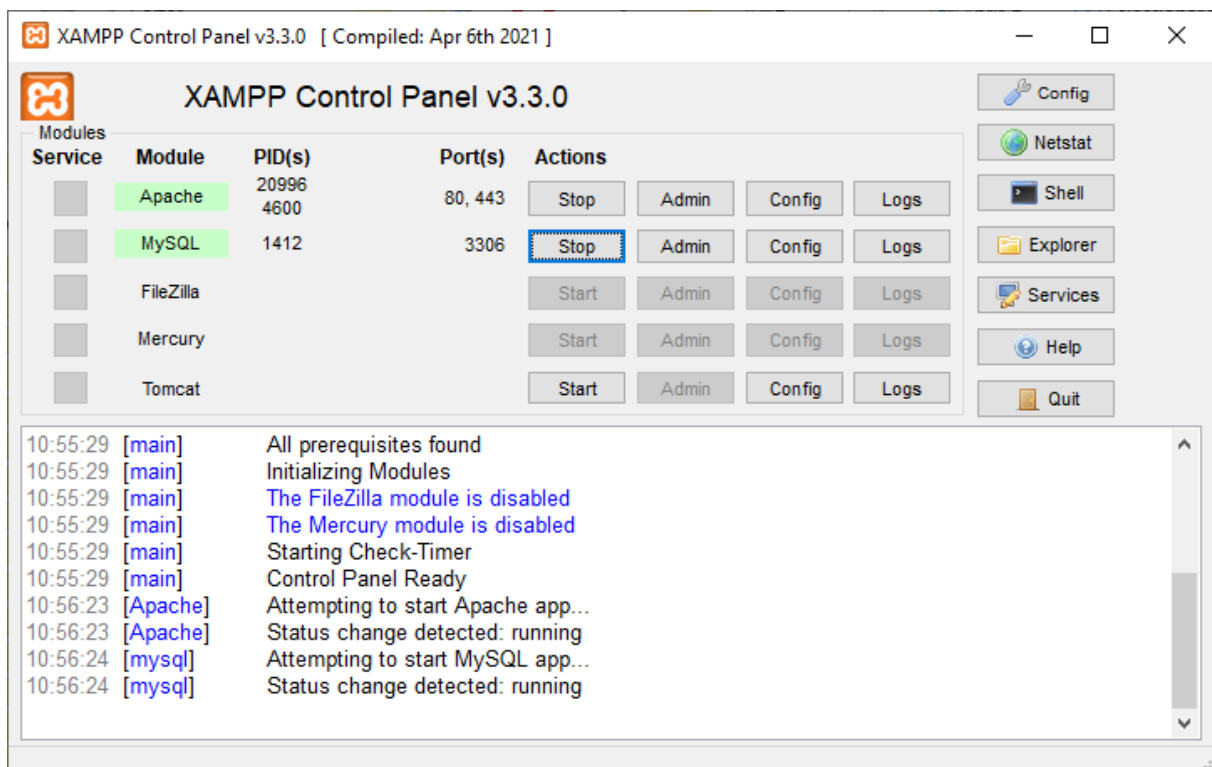 XAMPP Control Panel v3.3.0 [ Compiled: Apr 6th 2021 ]
XAMPP Control Panel v3.3.0
Config
Modules
Service Module PID(s) Port(s) Actions
Netstat
Apache 20996 4600 80, 443 Stop Admin Config Logs
Shell
MySQL 1412 3306 Stop Admin Config Logs
Explorer
FileZilla Start Admin Config Logs
Services
Mercury Start Admin Config Logs
Help
Tomcat Start Admin Config Logs
Quit
10:55:29 [main] All prerequisites found
10:55:29 [main] Initializing Modules
10:55:29 [main] The FileZilla module is disabled
10:55:29 [main] The Mercury module is disabled
10:55:29 [main] Starting Check-Timer
10:55:29 [main] Control Panel Ready
10:56:23 [Apache] Attempting to start Apache app...
10:56:23 [Apache] Status change detected: running
10:56:24 [mysql] Attempting to start MySQL app...
10:56:24 [mysql] Status change detected: running